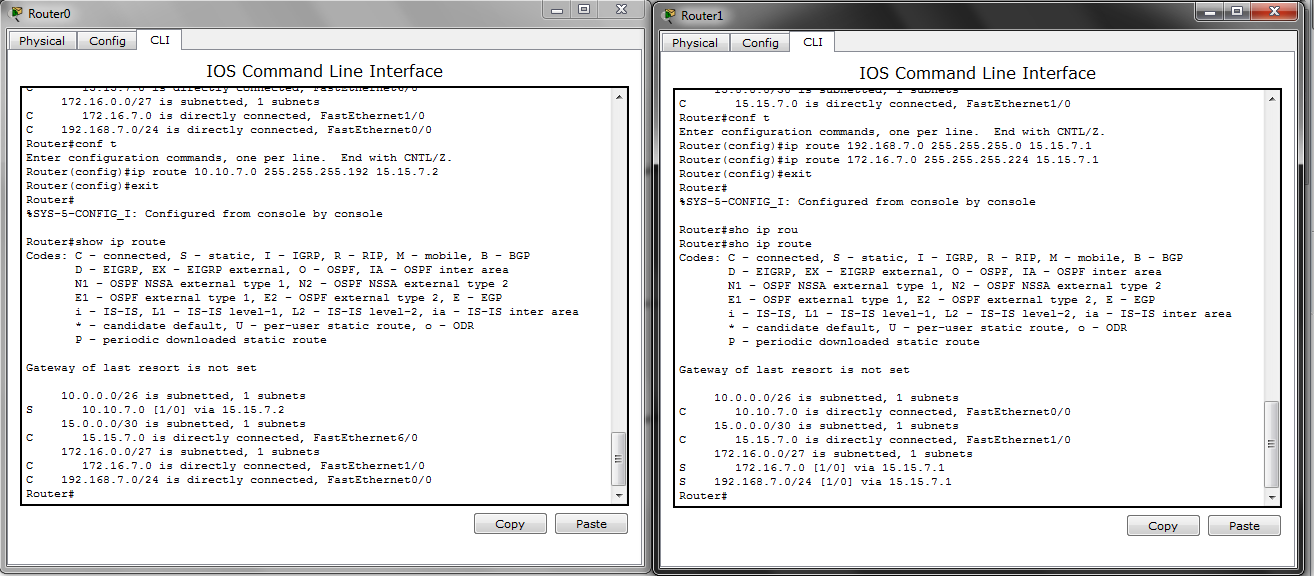 Router0
Physical Config CLI
IOS Command Line Interface
C 15.15.7.0 is directly connected, FastEthernet6/0
172.16.0.0/27 is subnetted, 1 subnets
C 172.16.7.0 is directly connected, FastEthernet1/0
C 192.168.7.0/24 is directly connected, FastEthernet0/0
Router#conf t
Enter configuration commands, one per line. End with CNTL/Z.
Router(config)#ip route 10.10.7.0 255.255.255.192 15.15.7.2
Router(config)#exit
Router#
%SYS-5-CONFIG_I: Configured from console by console
Router#show ip route
Codes: C - connected, S - static, I - IGRP, R - RIP, M - mobile, B - BGP
D - EIGRP, EX - EIGRP external, O - OSPF, IA - OSPF inter area
N1 - OSPF NSSA external type 1, N2 - OSPF NSSA external type 2
E1 - OSPF external type 1, E2 - OSPF external type 2, E - EGP
i - IS-IS, L1 - IS-IS level-1, L2 - IS-IS level-2, ia - IS-IS inter area
* - candidate default, U - per-user static route, o - ODR
P - periodic downloaded static route
Gateway of last resort is not set
10.0.0.0/26 is subnetted, 1 subnets
S 10.10.7.0 [1/0] via 15.15.7.2
15.0.0.0/30 is subnetted, 1 subnets
C 15.15.7.0 is directly connected, FastEthernet6/0
172.16.0.0/27 is subnetted, 1 subnets
C 172.16.7.0 is directly connected, FastEthernet1/0
C 192.168.7.0/24 is directly connected, FastEthernet0/0
Router#
Copy Paste
Router1
Physical Config CLI
IOS Command Line Interface
15.0.0.0/30 is subnetted, 1 subnets
C 15.15.7.0 is directly connected, FastEthernet1/0
Router#conf t
Enter configuration commands, one per line. End with CNTL/Z.
Router(config)#ip route 192.168.7.0 255.255.255.0 15.15.7.1
Router(config)#ip route 172.16.7.0 255.255.255.224 15.15.7.1
Router(config)#exit
Router#
%SYS-5-CONFIG_I: Configured from console by console
Router#sho ip rou
Router#sho ip route
Codes: C - connected, S - static, I - IGRP, R - RIP, M - mobile, B - BGP
D - EIGRP, EX - EIGRP external, O - OSPF, IA - OSPF inter area
N1 - OSPF NSSA external type 1, N2 - OSPF NSSA external type 2
E1 - OSPF external type 1, E2 - OSPF external type 2, E - EGP
i - IS-IS, L1 - IS-IS level-1, L2 - IS-IS level-2, ia - IS-IS inter area
* - candidate default, U - per-user static route, o - ODR
P - periodic downloaded static route
Gateway of last resort is not set
10.0.0.0/26 is subnetted, 1 subnets
C 10.10.7.0 is directly connected, FastEthernet0/0
15.0.0.0/30 is subnetted, 1 subnets
C 15.15.7.0 is directly connected, FastEthernet1/0
172.16.0.0/27 is subnetted, 1 subnets
S 172.16.7.0 [1/0] via 15.15.7.1
S 192.168.7.0/24 [1/0] via 15.15.7.1
Router#
Copy Paste